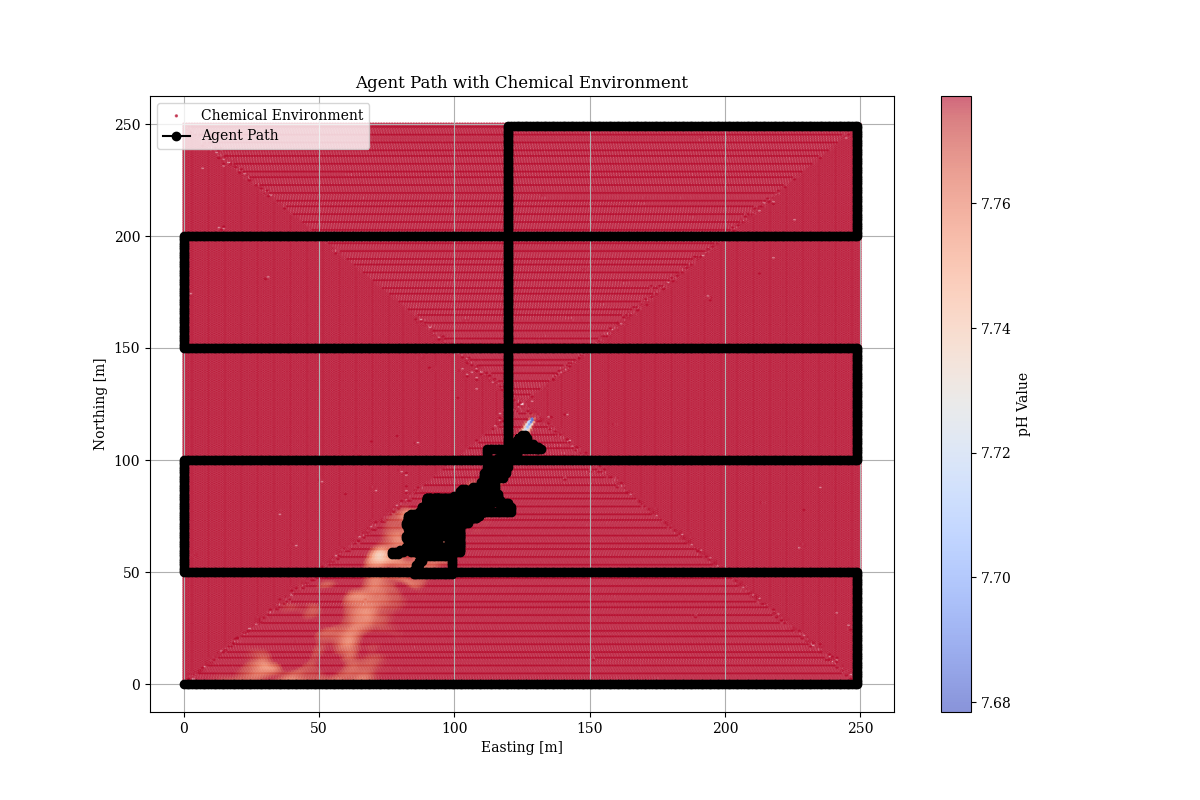 Agent Path with Chemical Environment
Chemical Environment
Agent Path
250
200
150
100
50
0
Northing [m]
0 50 100 150 200 250
Easting [m]
7.76
7.74
7.72
7.70
7.68
pH Value